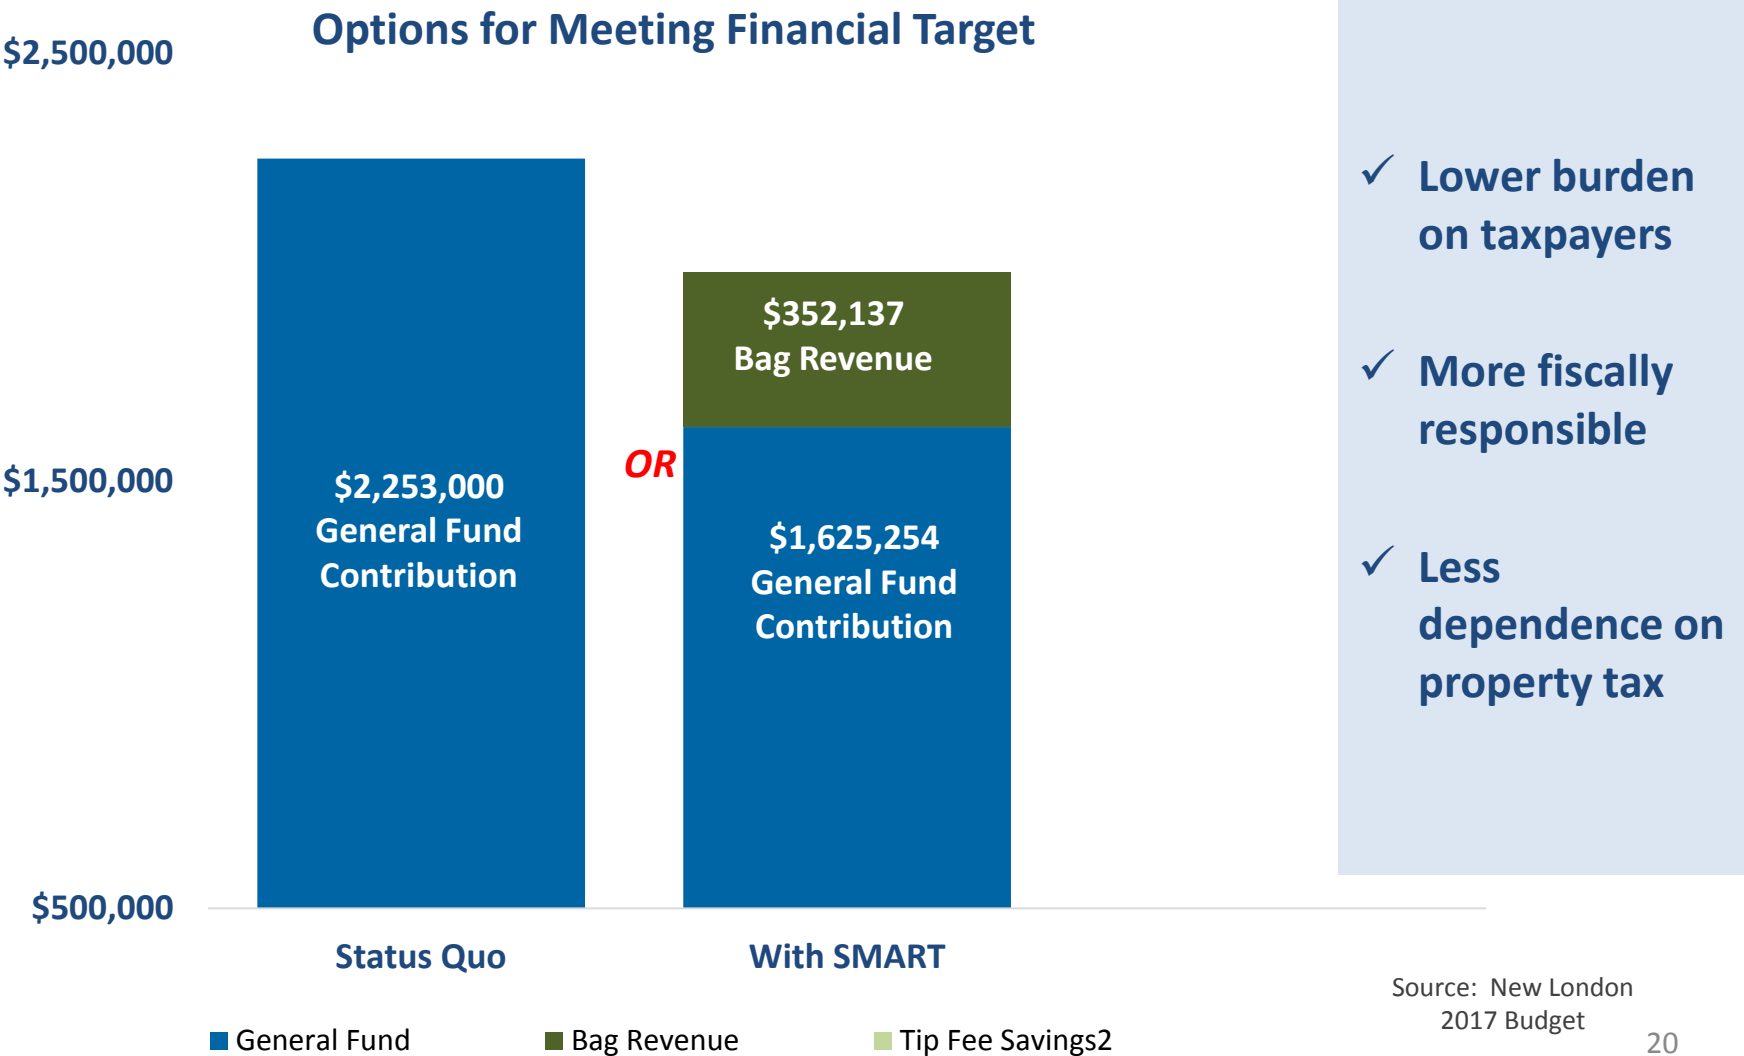 Options for Meeting Financial Target
$2,500,000
$1,500,000
$500,000
$2,253,000
General Fund
Contribution
OR
$352,137
Bag Revenue
$1,625,254
General Fund
Contribution
Status Quo
With SMART
General Fund
Bag Revenue
Tip Fee Savings2
✓ Lower burden
on taxpayers
✓ More fiscally
responsible
✓ Less
dependence on
property tax
Source: New London
2017 Budget
20